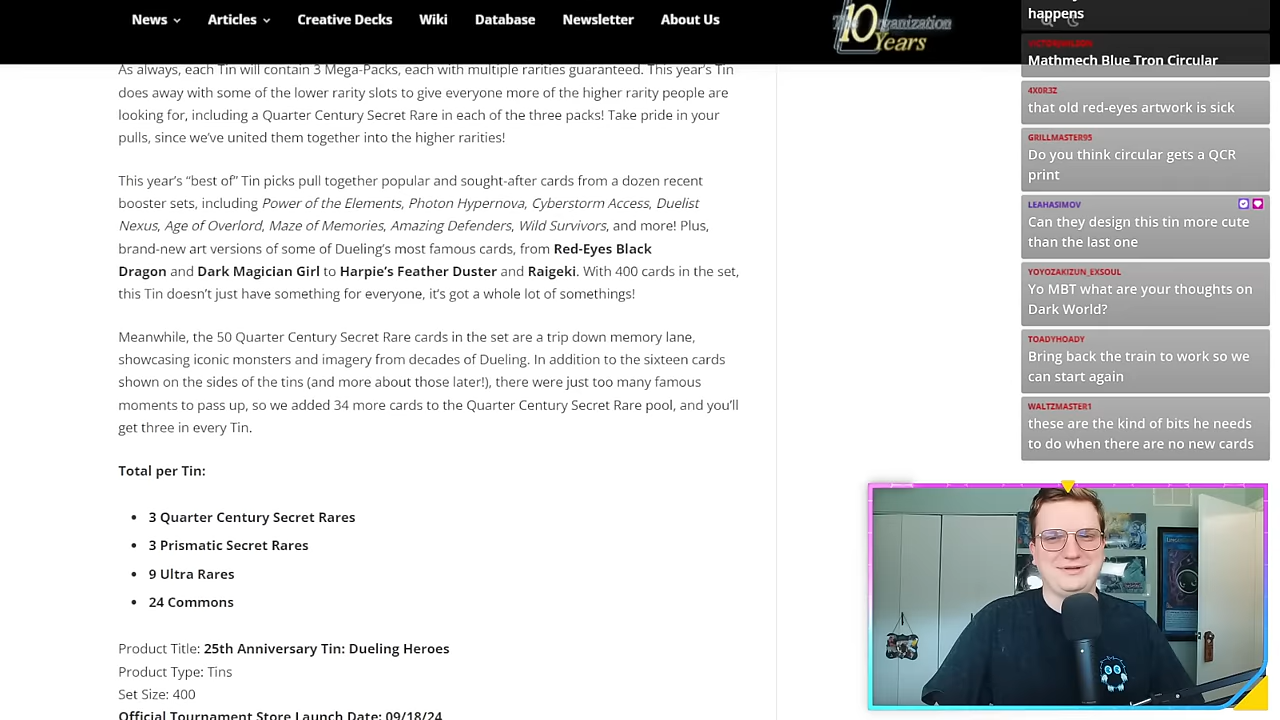 News
Articles
Creative Decks
Wiki
Database
Newsletter
About Us
The Organization
10
Years
As always, each Tin will contain 3 Mega-Packs, each with multiple rarities guaranteed. This year's Tin
does away with some of the lower rarity slots to give everyone more of the higher rarity people are
looking for, including a Quarter Century Secret Rare in each of the three packs! Take pride in your
pulls, since we've united them together into the higher rarities!
This year's “best of” Tin picks pull together popular and sought-after cards from a dozen recent
booster sets, including Power of the Elements, Photon Hypernova, Cyberstorm Access, Duelist
Nexus, Age of Overlord, Maze of Memories, Amazing Defenders, Wild Survivors, and more! Plus,
brand-new art versions of some of Dueling's most famous cards, from Red-Eyes Black
Dragon and Dark Magician Girl to Harpie's Feather Duster and Raigeki. With 400 cards in the set,
this Tin doesn't just have something for everyone, it's got a whole lot of somethings!
Meanwhile, the 50 Quarter Century Secret Rare cards in the set are a trip down memory lane,
showcasing iconic monsters and imagery from decades of Dueling. In addition to the sixteen cards
shown on the sides of the tins (and more about those later!), there were just too many famous
moments to pass up, so we added 34 more cards to the Quarter Century Secret Rare pool, and you'll
get three in every Tin.
Total per Tin:
• 3 Quarter Century Secret Rares
• 3 Prismatic Secret Rares
• 9 Ultra Rares
• 24 Commons
Product Title: 25th Anniversary Tin: Dueling Heroes
Product Type: Tins
Set Size: 400
Official Tournament Store Launch Date: 09/18/24
happens
Mathmech Blue Tron Circular
4X0R3Z
that old red-eyes artwork is sick
GRILLMASTER95
Do you think circular gets a QCR
print
LEAHASIMOV
Can they design this tin more cute
than the last one
YOYOZAKIZUN_EXSOUL
Yo MBT what are your thoughts on
Dark World?
TOADYHOADY
Bring back the train to work so we
can start again
WALTZMASTER1
these are the kind of bits he needs
to do when there are no new cards